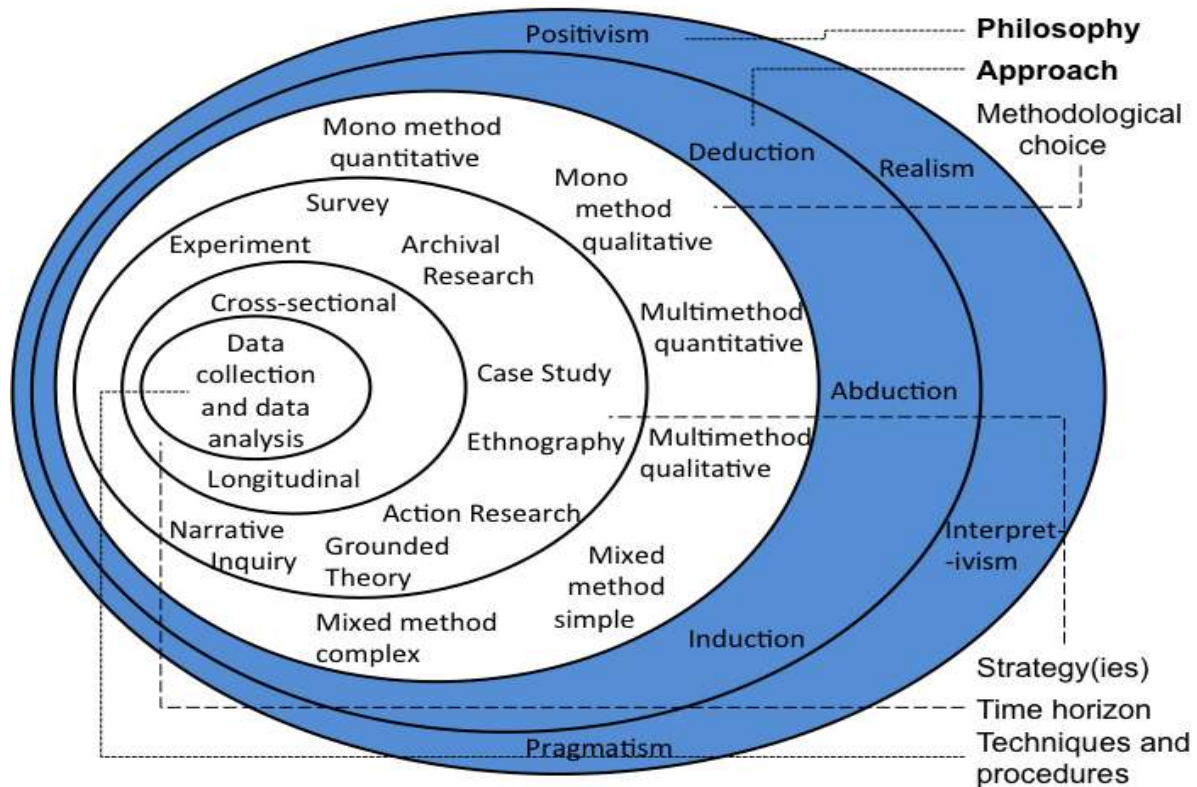 Positivism
Philosophy
Approach
Methodological
choice
Mono method
quantitative
Deduction
Realism
Mono
method
qualitative
Survey
Experiment
Archival
Research
Cross-sectional
Multimethod
quantitative
Data
collection
and data
analysis
Case Study
Abduction
Ethnography
Multimethod
qualitative
Longitudinal
Action Research
Narrative
Inquiry
Grounded
Theory
Interpret-
-ivism
Mixed
method
simple
Mixed method
complex
Induction
Strategy(ies)
Time horizon
Pragmatism
Techniques and
procedures